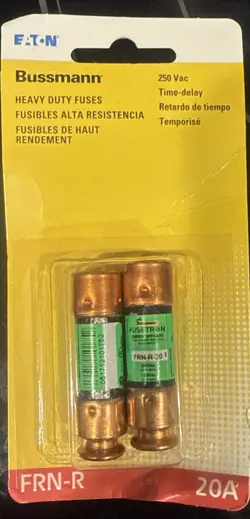 EATON
Bussmann
HEAVY DUTY FUSES
FUSIBLES ALTA RESISTENCIA
FUSIBLES DE HAUT
RENDEMENT
250 Vac
Time-delay
Retardo de tiempo
Temporisé
Bussmann
FUSETRON
FRN-R-20
FRN-R
20A